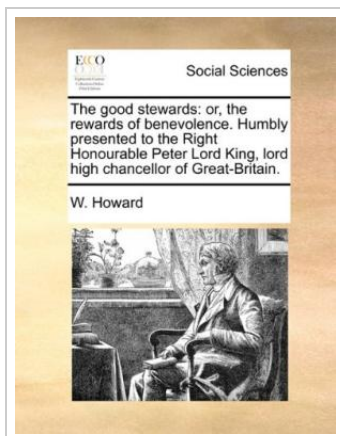 ECCO
Social Sciences
The good stewards: or, the
rewards of benevolence. Humbly
presented to the Right
Honourable Peter Lord King, lord
high chancellor of Great-Britain.
W. Howard